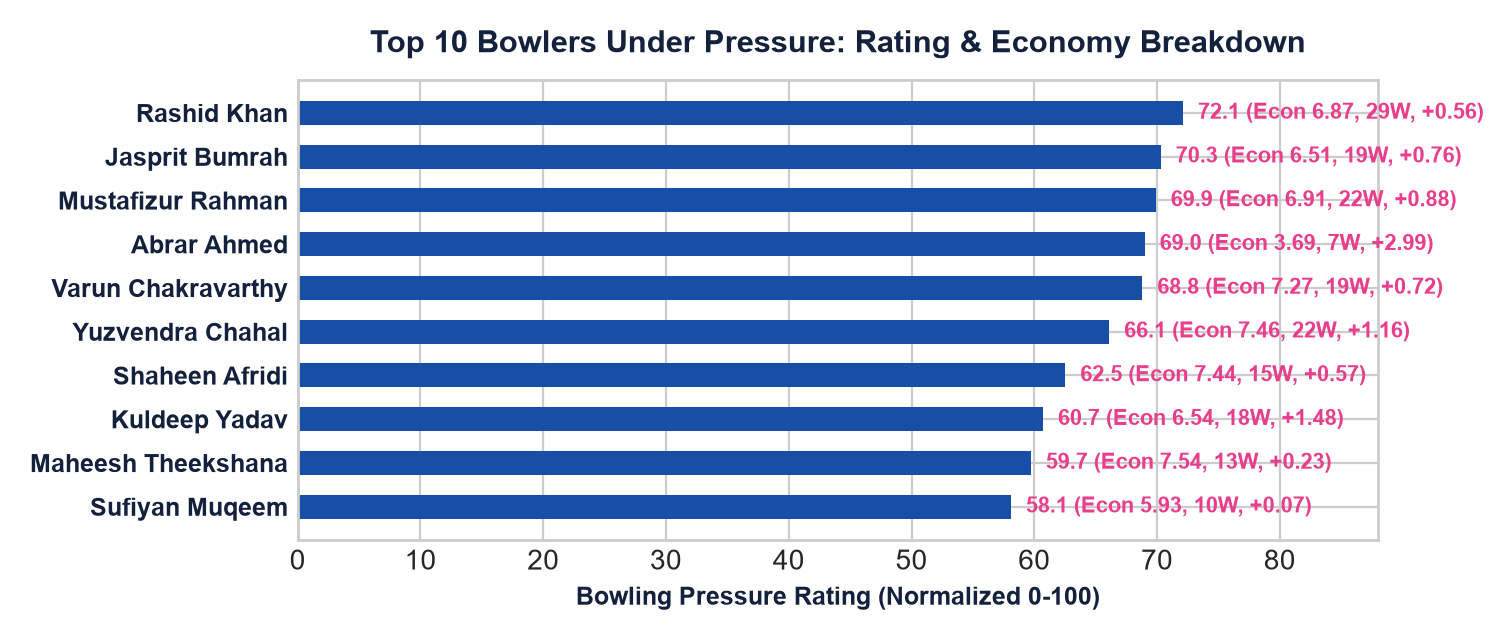 Top 10 Bowlers Under Pressure: Rating & Economy Breakdown
Rashid Khan 72.1 (Econ 6.87, 29W, +0.56)
Jasprit Bumrah 70.3 (Econ 6.51, 19W, +0.76)
Mustafizur Rahman 69.9 (Econ 6.91, 22W, +0.88)
Abrar Ahmed 69.0 (Econ 3.69, 7W, +2.99)
Varun Chakravarthy 68.8 (Econ 7.27, 19W, +0.72)
Yuzvendra Chahal 66.1 (Econ 7.46, 22W, +1.16)
Shaheen Afridi 62.5 (Econ 7.44, 15W, +0.57)
Kuldeep Yadav 60.7 (Econ 6.54, 18W, +1.48)
Maheesh Theekshana 59.7 (Econ 7.54, 13W, +0.23)
Sufiyan Muqeem 58.1 (Econ 5.93, 10W, +0.07)
0 10 20 30 40 50 60 70 80
Bowling Pressure Rating (Normalized 0-100)